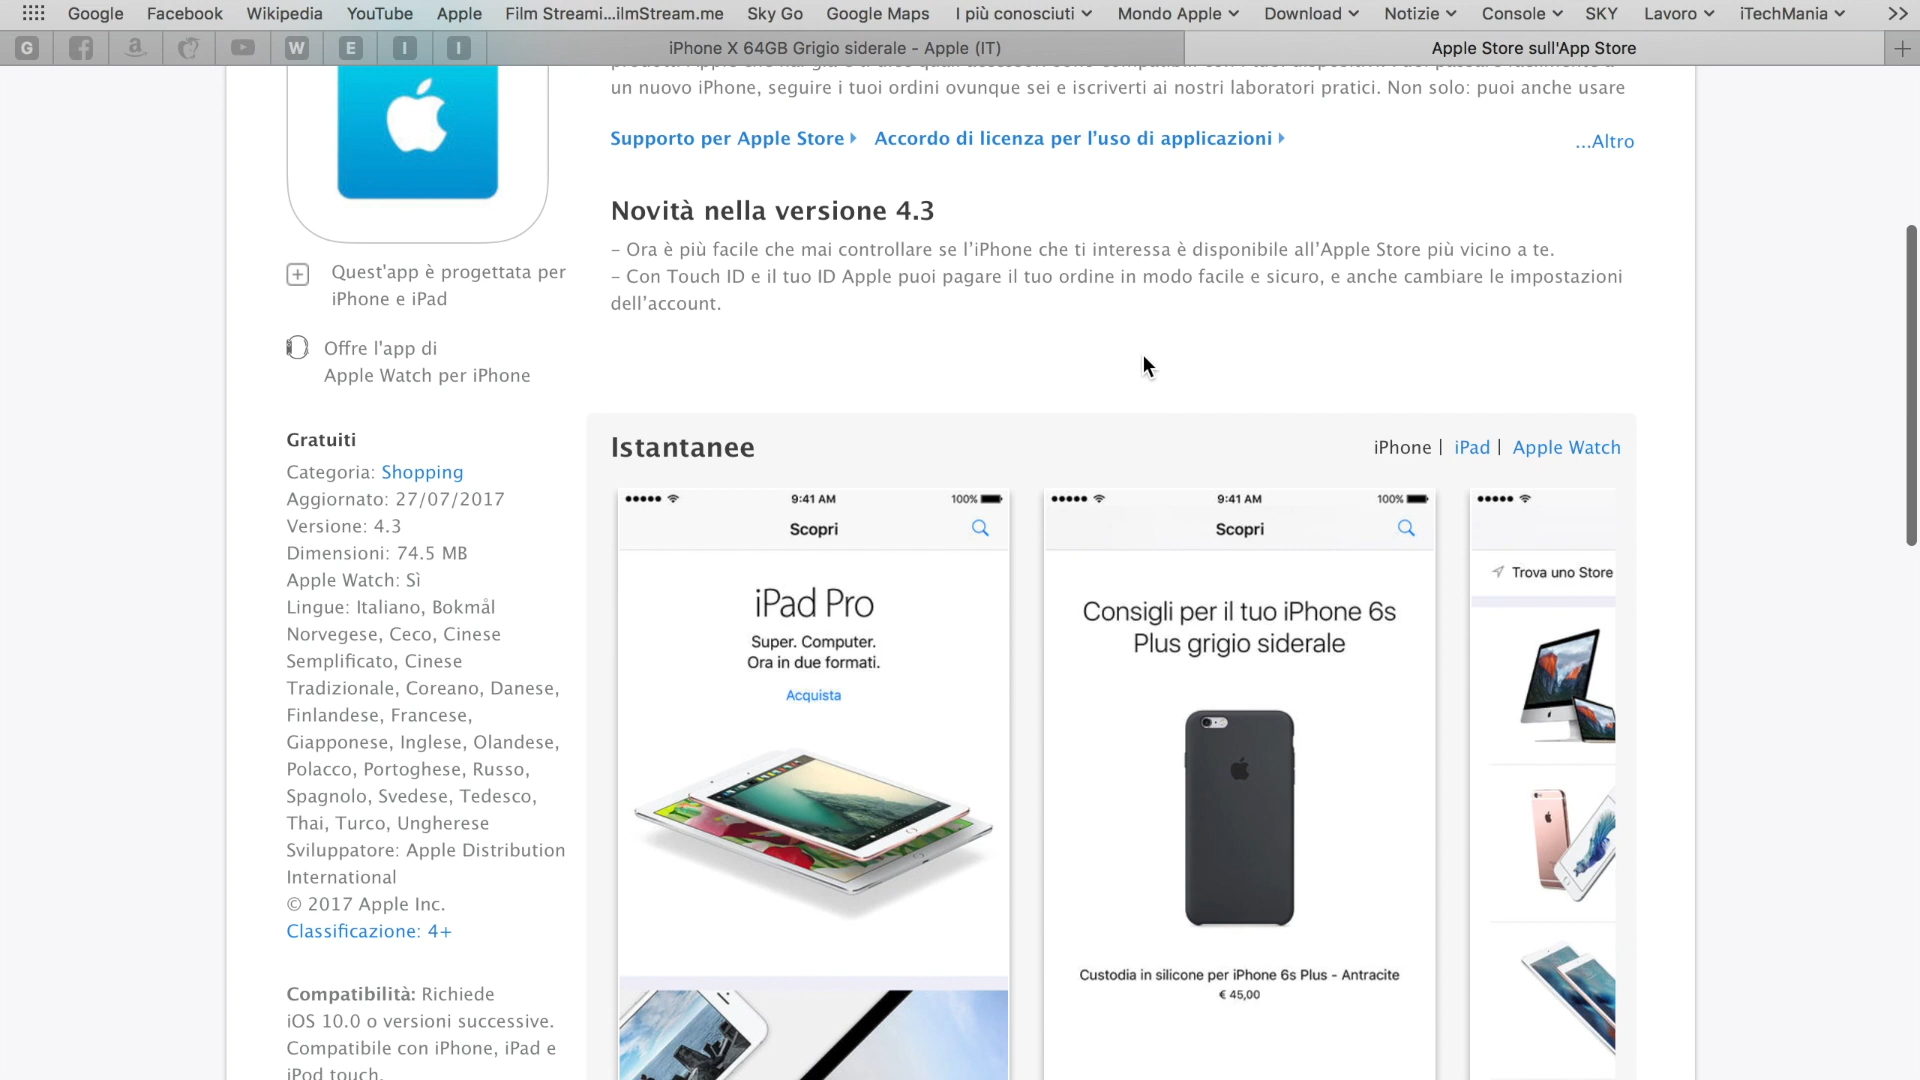 Google Facebook Wikipedia YouTube Apple Film Streami...ilmStream.me Sky Go Google Maps I più conosciuti Mondo Apple Download Notizie Console SKY Lavoro iTechMania
G W E I I iPhone X 64GB Grigio siderale - Apple (IT) Apple Store sull'App Store
un nuovo iPhone, seguire i tuoi ordini ovunque sei e iscriverti ai nostri laboratori pratici. Non solo: puoi anche usare
Supporto per Apple Store Accordo di licenza per l'uso di applicazioni ...Altro
Novità nella versione 4.3
– Ora è più facile che mai controllare se l'iPhone che ti interessa è disponibile all'Apple Store più vicino a te.
– Con Touch ID e il tuo ID Apple puoi pagare il tuo ordine in modo facile e sicuro, e anche cambiare le impostazioni
dell'account.
Quest'app è progettata per
iPhone e iPad
Offre l'app di
Apple Watch per iPhone
Gratuiti
Categoria: Shopping
Aggiornato: 27/07/2017
Versione: 4.3
Dimensioni: 74.5 MB
Apple Watch: Sì
Lingue: Italiano, Bokmål
Norvegese, Ceco, Cinese
Semplificato, Cinese
Tradizionale, Coreano, Danese,
Finlandese, Francese,
Giapponese, Inglese, Olandese,
Polacco, Portoghese, Russo,
Spagnolo, Svedese, Tedesco,
Thai, Turco, Ungherese
Sviluppatore: Apple Distribution
International
© 2017 Apple Inc.
Classificazione: 4+
Compatibilità: Richiede
iOS 10.0 o versioni successive.
Compatibile con iPhone, iPad e
iPod touch.
Istantanee
iPhone | iPad | Apple Watch
9:41 AM 100%
Scopri
iPad Pro
Super. Computer.
Ora in due formati.
Acquista
9:41 AM 100%
Scopri
Consigli per il tuo iPhone 6s
Plus grigio siderale
Custodia in silicone per iPhone 6s Plus - Antracite
€ 45,00
Trova uno Store